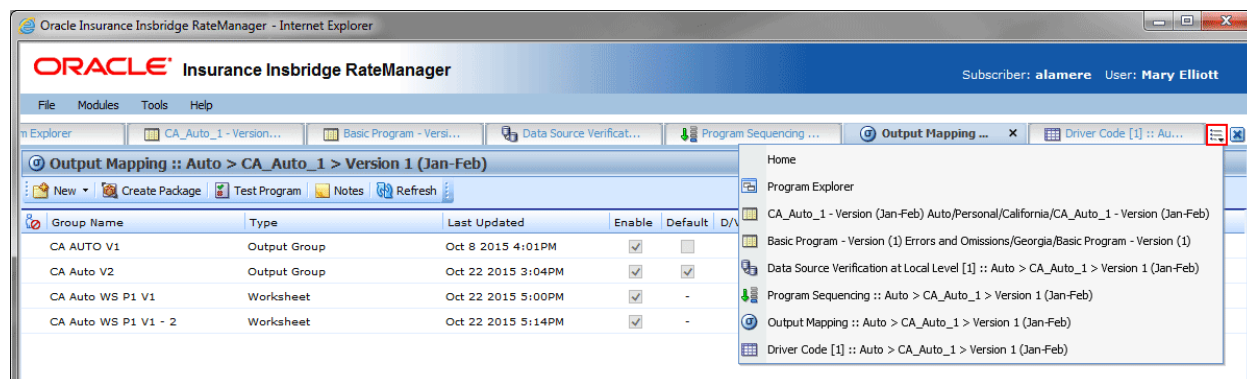 Oracle Insurance Insbridge RateManager - Internet Explorer
ORACLE Insurance Insbridge RateManager
Subscriber: alamere User: Mary Elliott
File Modules Tools Help
m Explorer CA_Auto_1 - Version... Basic Program - Versi... Data Source Verificat... Program Sequencing ... Output Mapping ... x Driver Code [1] :: Au...
Output Mapping :: Auto > CA_Auto_1 > Version 1 (Jan-Feb)
New Create Package Test Program Notes Refresh
Group Name Type Last Updated Enable Default D/V
CA AUTO V1 Output Group Oct 8 2015 4:01PM
CA Auto V2 Output Group Oct 22 2015 3:04PM
CA Auto WS P1 V1 Worksheet Oct 22 2015 5:00PM -
CA Auto WS P1 V1 - 2 Worksheet Oct 22 2015 5:14PM -
Home
Program Explorer
CA_Auto_1 - Version (Jan-Feb) Auto/Personal/California/CA_Auto_1 - Version (Jan-Feb)
Basic Program - Version (1) Errors and Omissions/Georgia/Basic Program - Version (1)
Data Source Verification at Local Level [1] :: Auto > CA_Auto_1 > Version 1 (Jan-Feb)
Program Sequencing :: Auto > CA_Auto_1 > Version 1 (Jan-Feb)
Output Mapping :: Auto > CA_Auto_1 > Version 1 (Jan-Feb)
Driver Code [1] :: Auto > CA_Auto_1 > Version 1 (Jan-Feb)